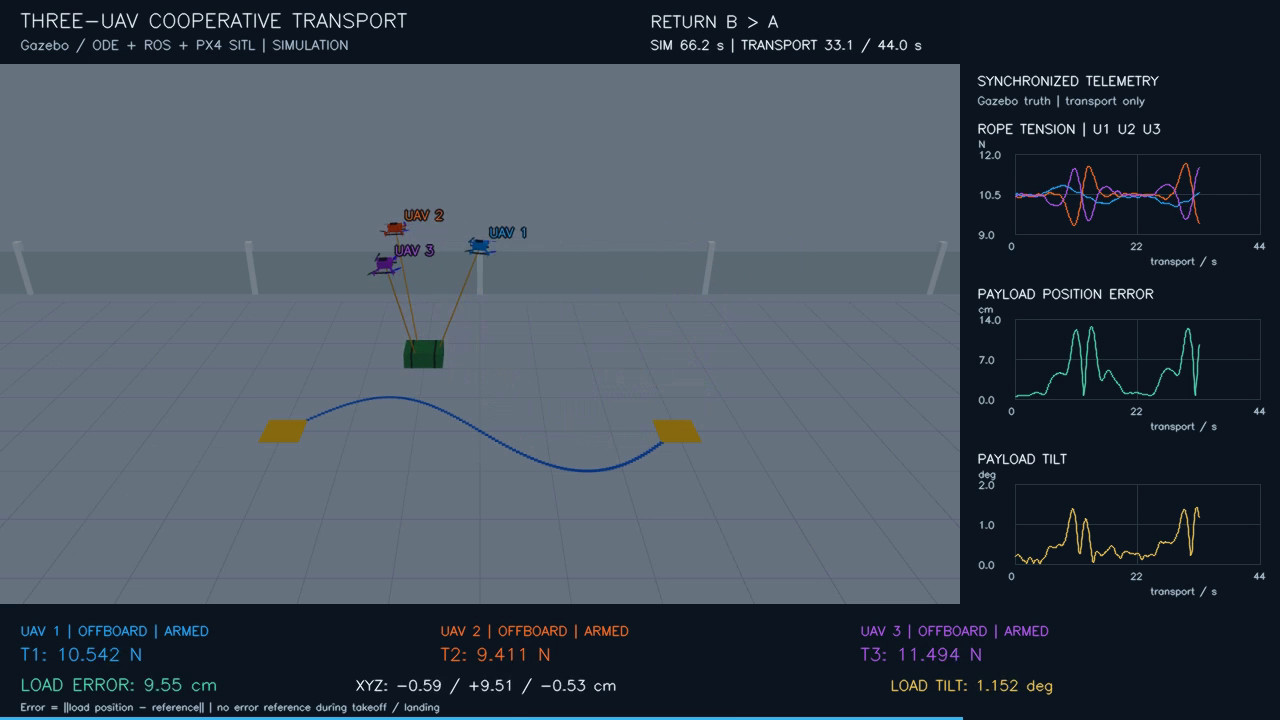 THREE-UAV COOPERATIVE TRANSPORT
Gazebo / ODE + ROS + PX4 SITL | SIMULATION
RETURN B > A
SIM 66.2 s | TRANSPORT 33.1 / 44.0 s
SYNCHRONIZED TELEMETRY
Gazebo truth | transport only
ROPE TENSION | U1 U2 U3
N
12.0
10.5
9.0
0 22 44
transport / s
PAYLOAD POSITION ERROR
cm
14.0
7.0
0.0
0 22 44
transport / s
PAYLOAD TILT
deg
2.0
1.0
0.0
0 22 44
transport / s
UAV 2
UAV 1
UAV 3
UAV 1 | OFFBOARD | ARMED
T1: 10.542 N
UAV 2 | OFFBOARD | ARMED
T2: 9.411 N
UAV 3 | OFFBOARD | ARMED
T3: 11.494 N
LOAD ERROR: 9.55 cm
XYZ: -0.59 / +9.51 / -0.53 cm
LOAD TILT: 1.152 deg
Error = ||load position - reference|| | no error reference during takeoff / landing